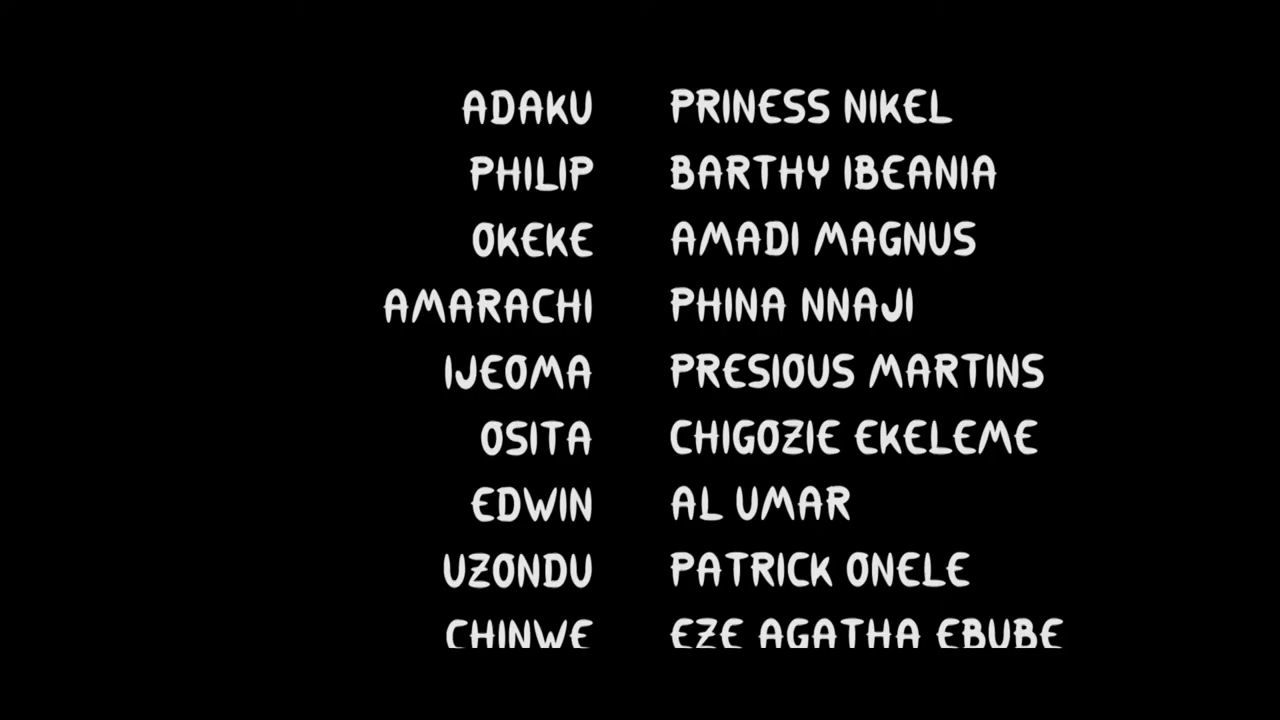 ADAKU PRINESS NIKEL
PHILIP BARTHY IBEANIA
OKEKE AMADI MAGNUS
AMARACHI PHINA NNAJI
IJEOMA PRESIOUS MARTINS
OSITA CHIGOZIE EKELEME
EDWIN AL UMAR
UZONDU PATRICK ONELE
CHINWE EZE AGATHA EBUBE